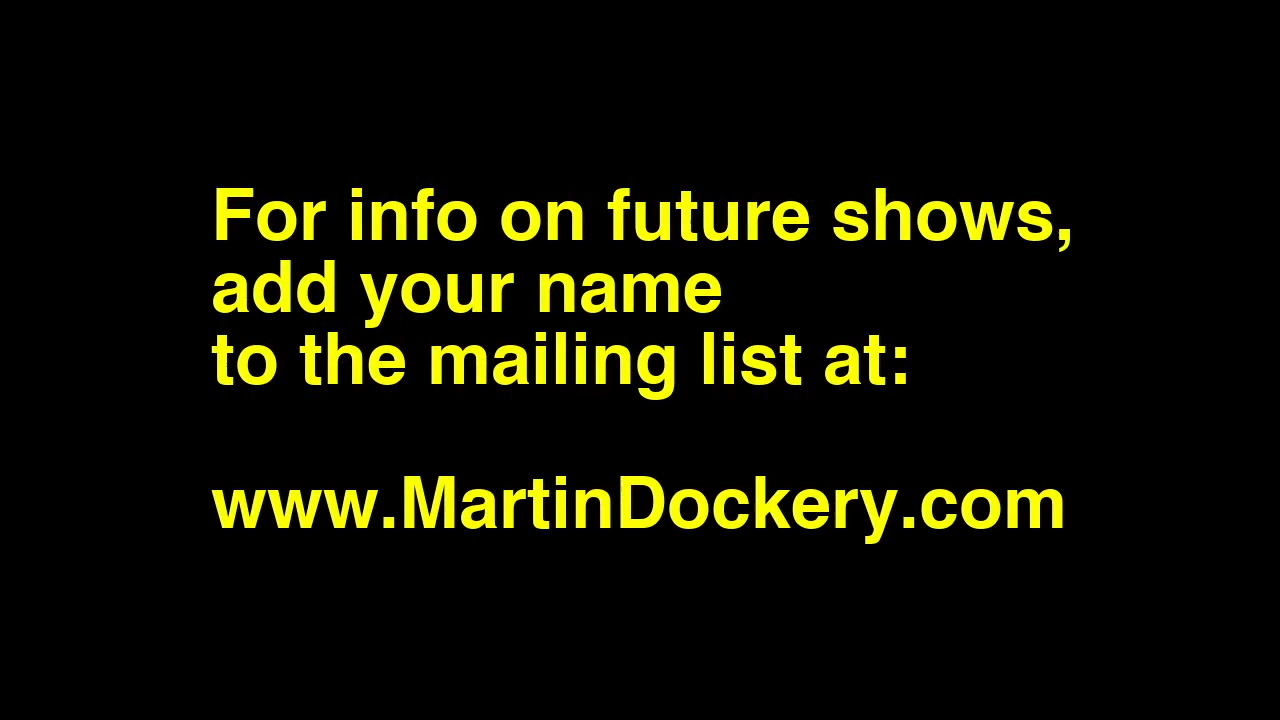 For info on future shows,
add your name
to the mailing list at:
www.MartinDockery.com